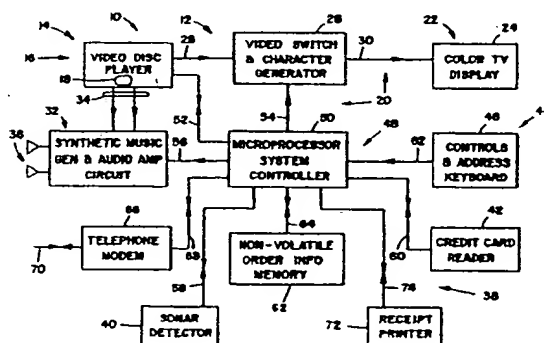 10
12
26
22
14
28
30
24
16
VIDEO DISC
PLAYER
VIDEO SWITCH
& CHARACTER
GENERATOR
COLOR TV
DISPLAY
18
34
20
32
52
54
50
48
46
4
36
SYNTHETIC MUSIC
GEN & AUDIO AMP
CIRCUIT
56
MICROPROCESSOR
SYSTEM
CONTROLLER
CONTROLS
& ADDRESS
KEYBOARD
66
64
42
TELEPHONE
MODEM
NON-VOLATILE
ORDER INFO
MEMORY
CREDIT CARD
READER
70
60
58
62
74
38
40
SONAR
DETECTOR
72
RECEIPT
PRINTER